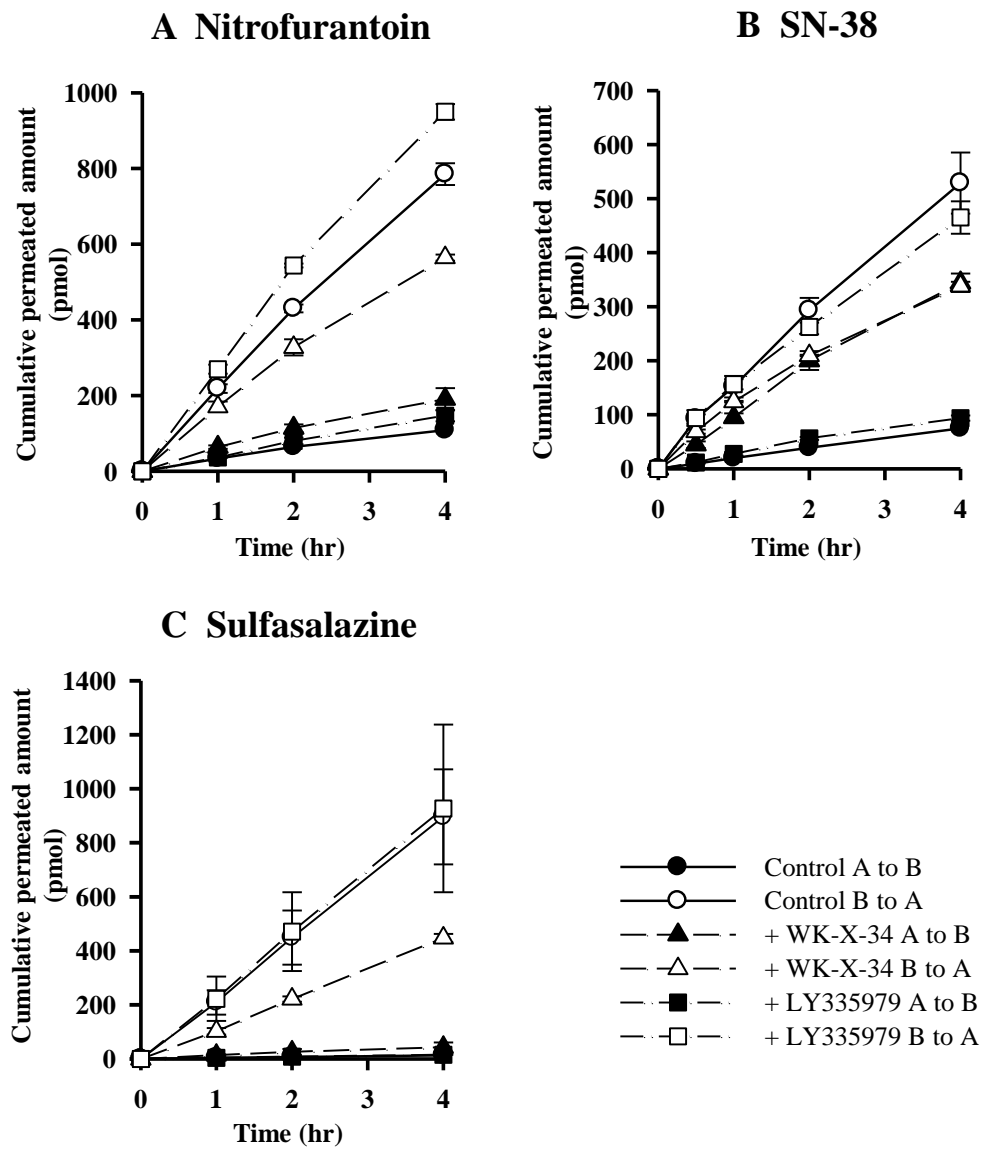 A Nitrofurantoin
Cumulative permeated amount
(pmol)
1000
800
600
400
200
0
0
1
2
3
4
Time (hr)
B SN-38
Cumulative permeated amount
(pmol)
700
600
500
400
300
200
100
0
0
1
2
3
4
Time (hr)
C Sulfasalazine
Cumulative permeated amount
(pmol)
1400
1200
1000
800
600
400
200
0
0
1
2
3
4
Time (hr)
Control A to B
Control B to A
+ WK-X-34 A to B
+ WK-X-34 B to A
+ LY335979 A to B
+ LY335979 B to A